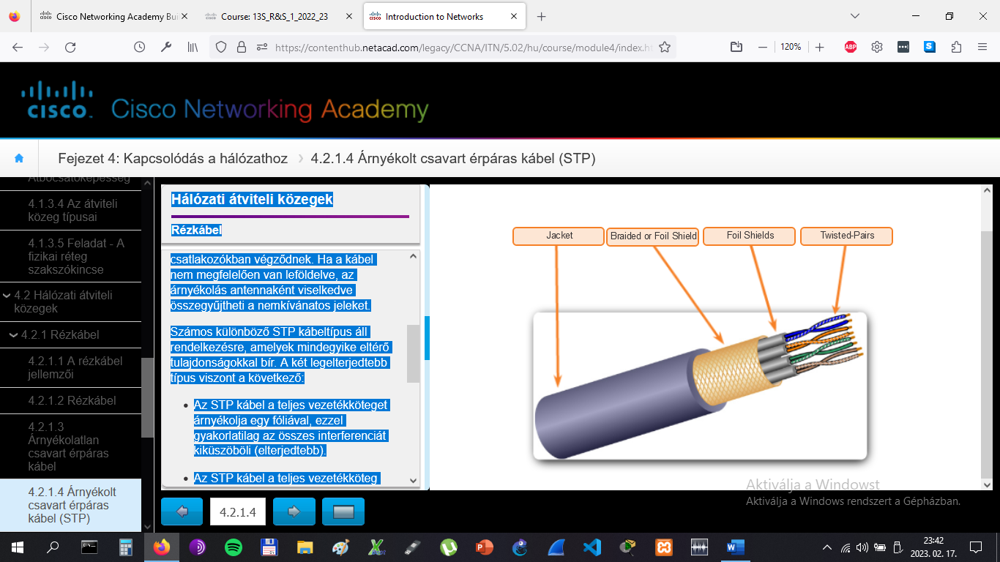 Cisco Networking Academy Bui
Course: 13S_R&S_1_2022_23
Introduction to Networks
https://contenthub.netacad.com/legacy/CCNA/ITN/5.02/hu/course/module4/index.ht
120%
ABP
CISCO
Cisco Networking Academy
Fejezet 4: Kapcsolódás a hálózathoz
4.2.1.4 Árnyékolt csavart érpáras kábel (STP)
Átbocsátóképesség
4.1.3.4 Az átviteli
közeg típusai
4.1.3.5 Feladat - A
fizikai réteg
szakszókincse
4.2 Hálózati átviteli
közegek
4.2.1 Rézkábel
4.2.1.1 A rézkábel
jellemzői
4.2.1.2 Rézkábel
4.2.1.3
Árnyékolatlan
csavart érpáras
kábel
4.2.1.4 Árnyékolt
csavart érpáras
kábel (STP)
Hálózati átviteli közegek
Rézkábel
csatlakozókban végződnek. Ha a kábel
nem megfelelően van leföldelve, az
árnyékolás antennaként viselkedve
összegyűjtheti a nemkívánatos jeleket.
Számos különböző STP kábeltípus áll
rendelkezésre, amelyek mindegyike eltérő
tulajdonságokkal bír. A két legelterjedtebb
típus viszont a következő:
• Az STP kábel a teljes vezetékköteget
árnyékolja egy fóliával, ezzel
gyakorlatilag az összes interferenciát
kiküszöböli (elterjedtebb).
• Az STP kábel a teljes vezetékköteg
4.2.1.4
Jacket
Braided or Foil Shield
Foil Shields
Twisted-Pairs
Aktiválja a Windowst
Aktiválja a Windows rendszert a Gépházban.
23:42
2023. 02. 17.